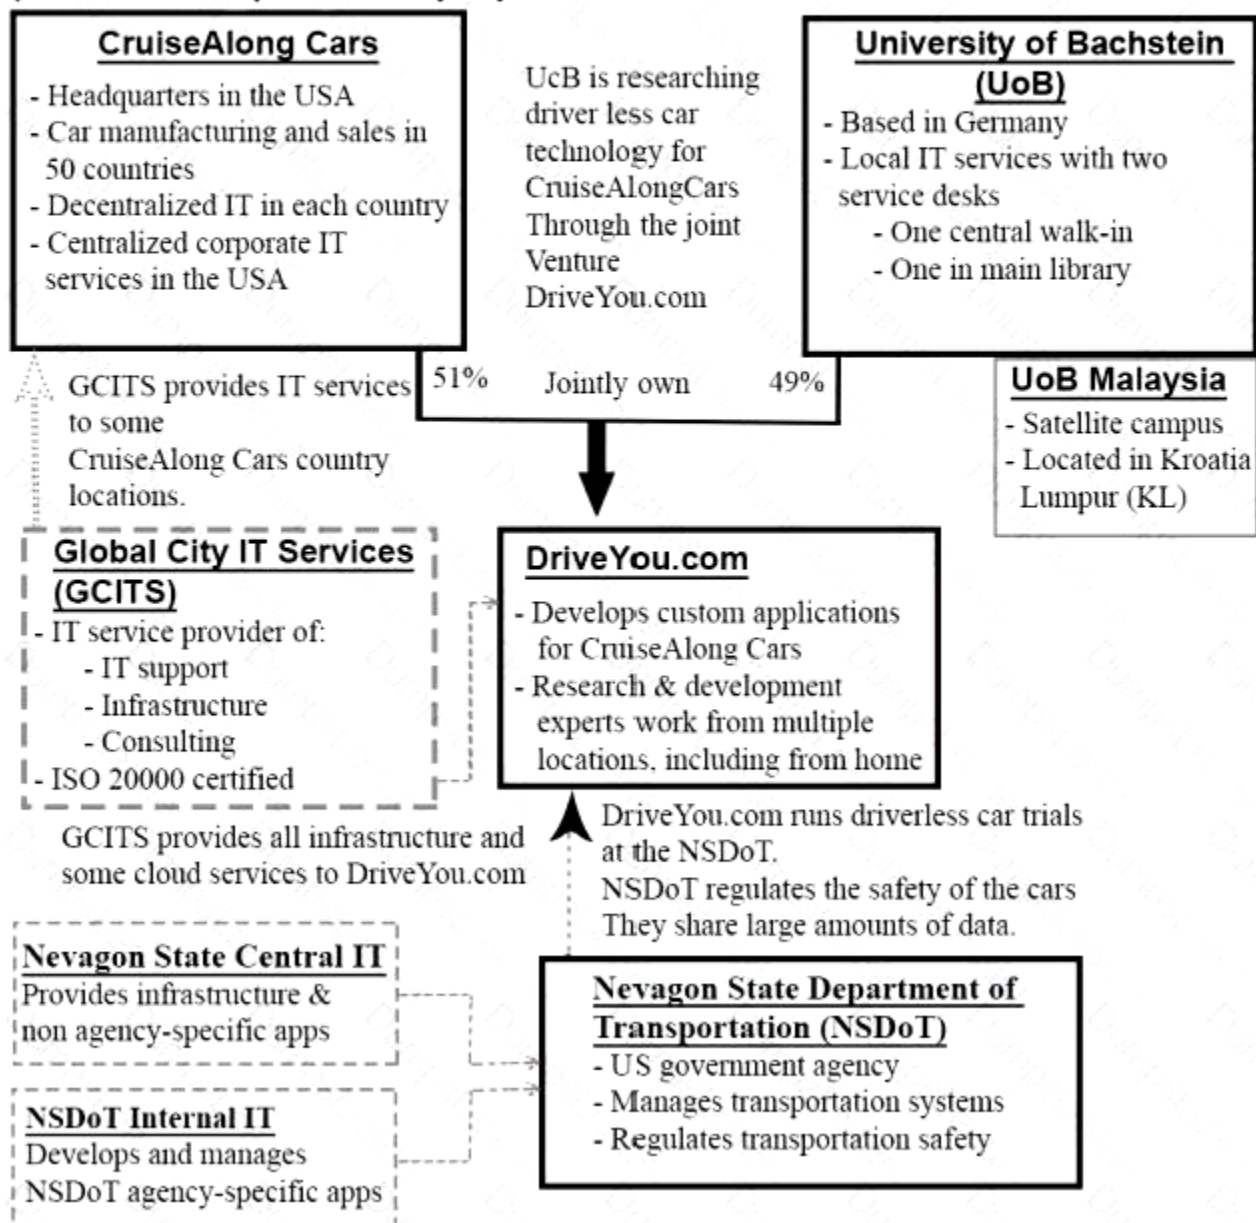 CruiseAlong Cars
- Headquarters in the USA
- Car manufacturing and sales in
50 countries
- Decentralized IT in each country
- Centralized corporate IT
services in the USA
UcB is researching
driver less car
technology for
CruiseAlongCars
Through the joint
Venture
DriveYou.com
University of Bachstein
(UoB)
- Based in Germany
- Local IT services with two
service desks
- One central walk-in
- One in main library
51% Jointly own 49%
UoB Malaysia
- Satellite campus
- Located in Kroatia
Lumpur (KL)
GCITS provides IT services
to some
CruiseAlong Cars country
locations.
Global City IT Services
(GCITS)
- IT service provider of:
- IT support
- Infrastructure
- Consulting
- ISO 20000 certified
DriveYou.com
- Develops custom applications
for CruiseAlong Cars
- Research & development
experts work from multiple
locations, including from home
GCITS provides all infrastructure and
some cloud services to DriveYou.com
DriveYou.com runs driverless car trials
at the NSDoT.
NSDoT regulates the safety of the cars
They share large amounts of data.
Nevagon State Central IT
Provides infrastructure &
non agency-specific apps
NSDoT Internal IT
Develops and manages
NSDoT agency-specific apps
Nevagon State Department of
Transportation (NSDoT)
- US government agency
- Manages transportation systems
- Regulates transportation safety